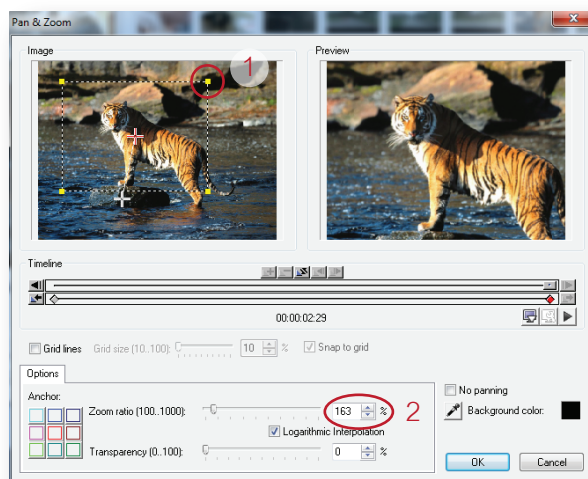 Pan & Zoom
Image
Preview
1
Timeline
00:00:02:29
Grid lines Grid size (10..100): 10 % Snap to grid
Options
Anchor:
Zoom ratio (100..1000): 163 % 2
Logarithmic Interpolation
Transparency (0..100): 0 %
No panning
Background color:
OK Cancel